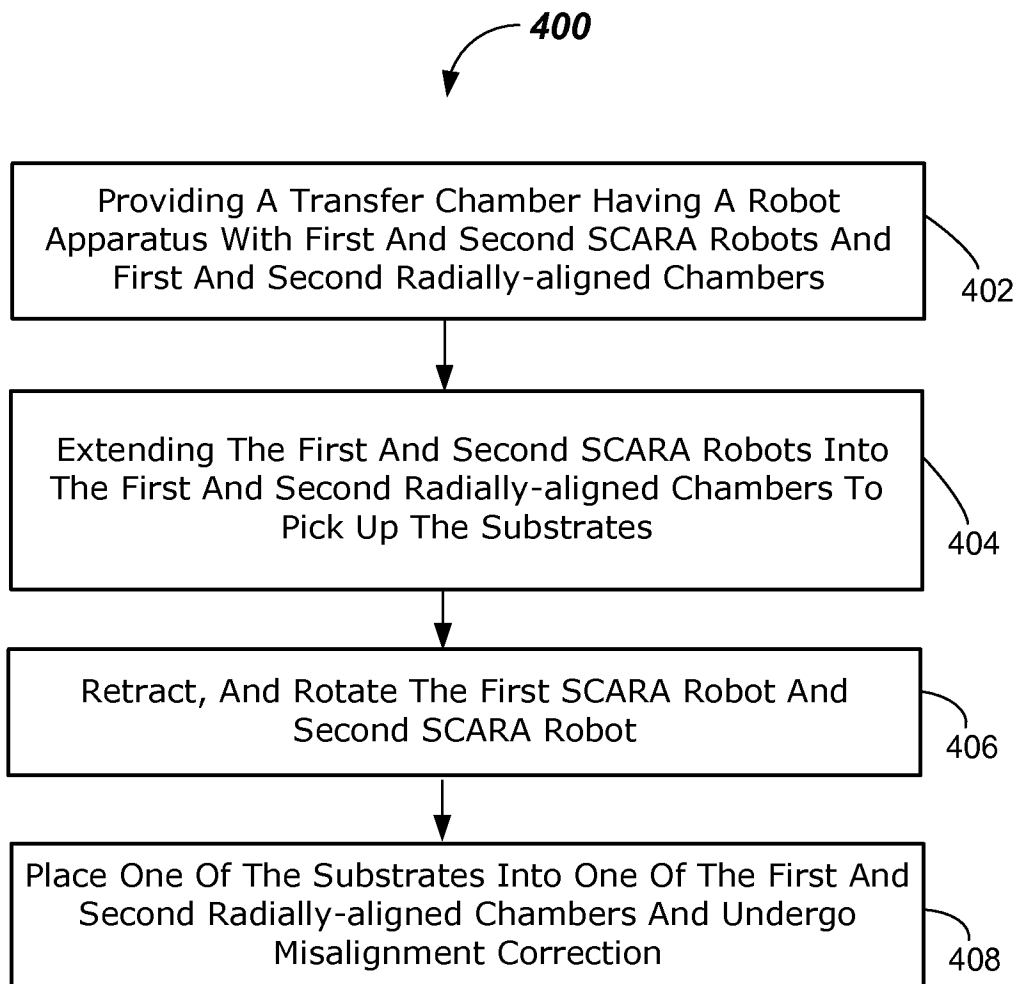 400
Providing A Transfer Chamber Having A Robot
Apparatus With First And Second SCARA Robots And
First And Second Radially-aligned Chambers
402
Extending The First And Second SCARA Robots Into
The First And Second Radially-aligned Chambers To
Pick Up The Substrates
404
Retract, And Rotate The First SCARA Robot And
Second SCARA Robot
406
Place One Of The Substrates Into One Of The First And
Second Radially-aligned Chambers And Undergo
Misalignment Correction
408